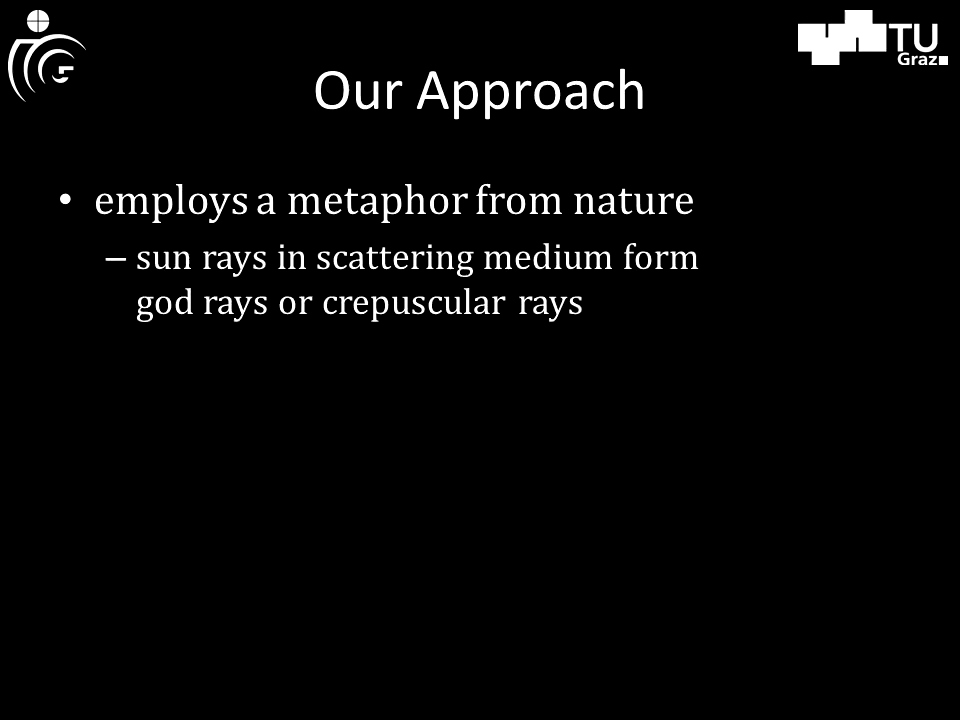 TU
Graz
Our Approach
• employs a metaphor from nature
– sun rays in scattering medium form
god rays or crepuscular rays